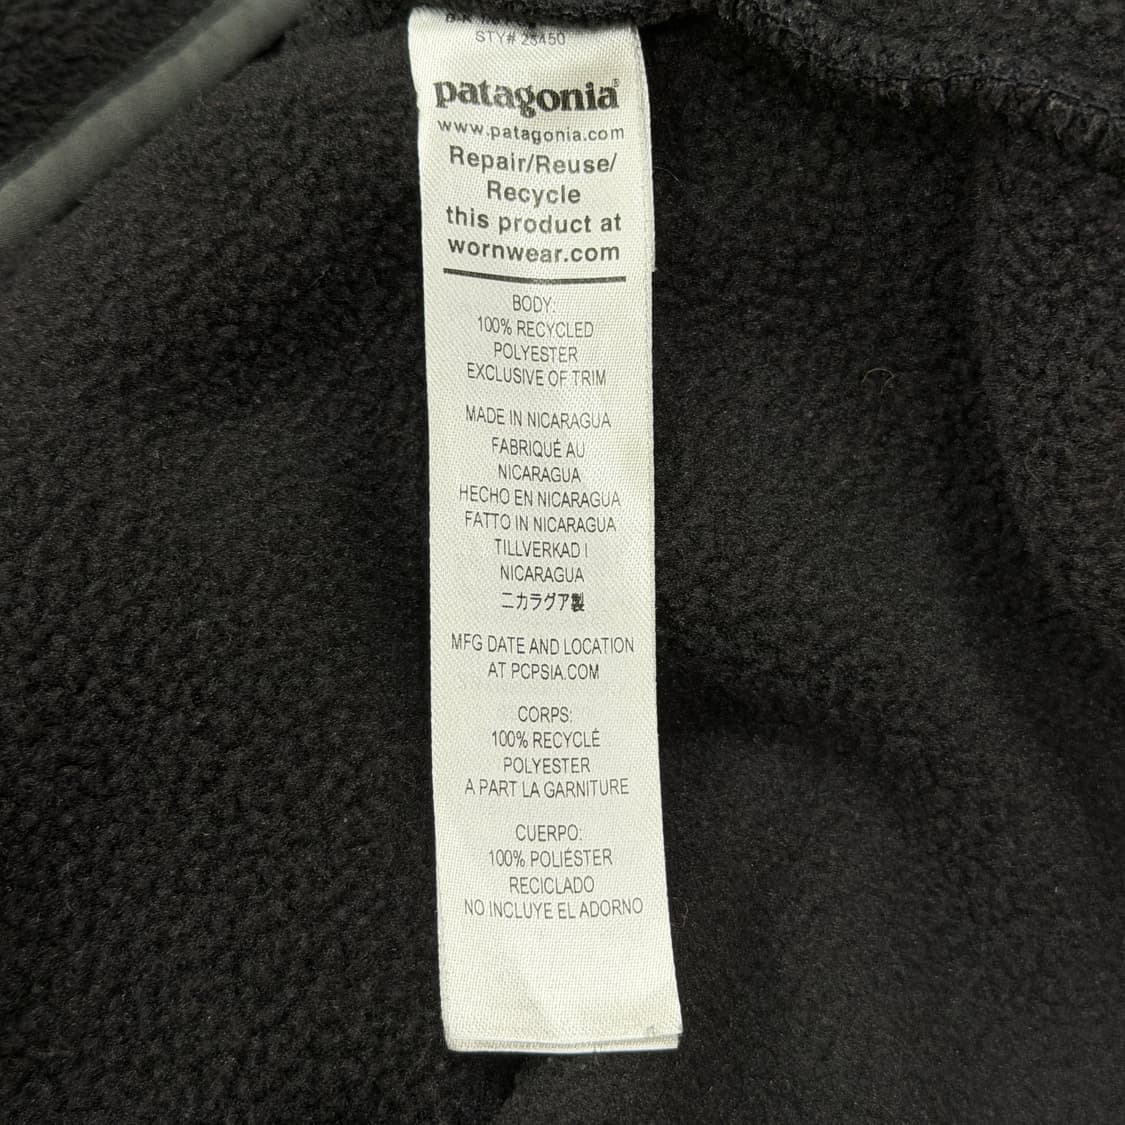 STY# 25450
patagonia®
www.patagonia.com
Repair/Reuse/
Recycle
this product at
wornwear.com
BODY:
100% RECYCLED
POLYESTER
EXCLUSIVE OF TRIM
MADE IN NICARAGUA
FABRIQUÉ AU
NICARAGUA
HECHO EN NICARAGUA
FATTO IN NICARAGUA
TILLVERKAD I
NICARAGUA
ニカラグア製
MFG DATE AND LOCATION
AT PCPSIA.COM
CORPS:
100% RECYCLÉ
POLYESTER
A PART LA GARNITURE
CUERPO:
100% POLIÉSTER
RECICLADO
NO INCLUYE EL ADORNO